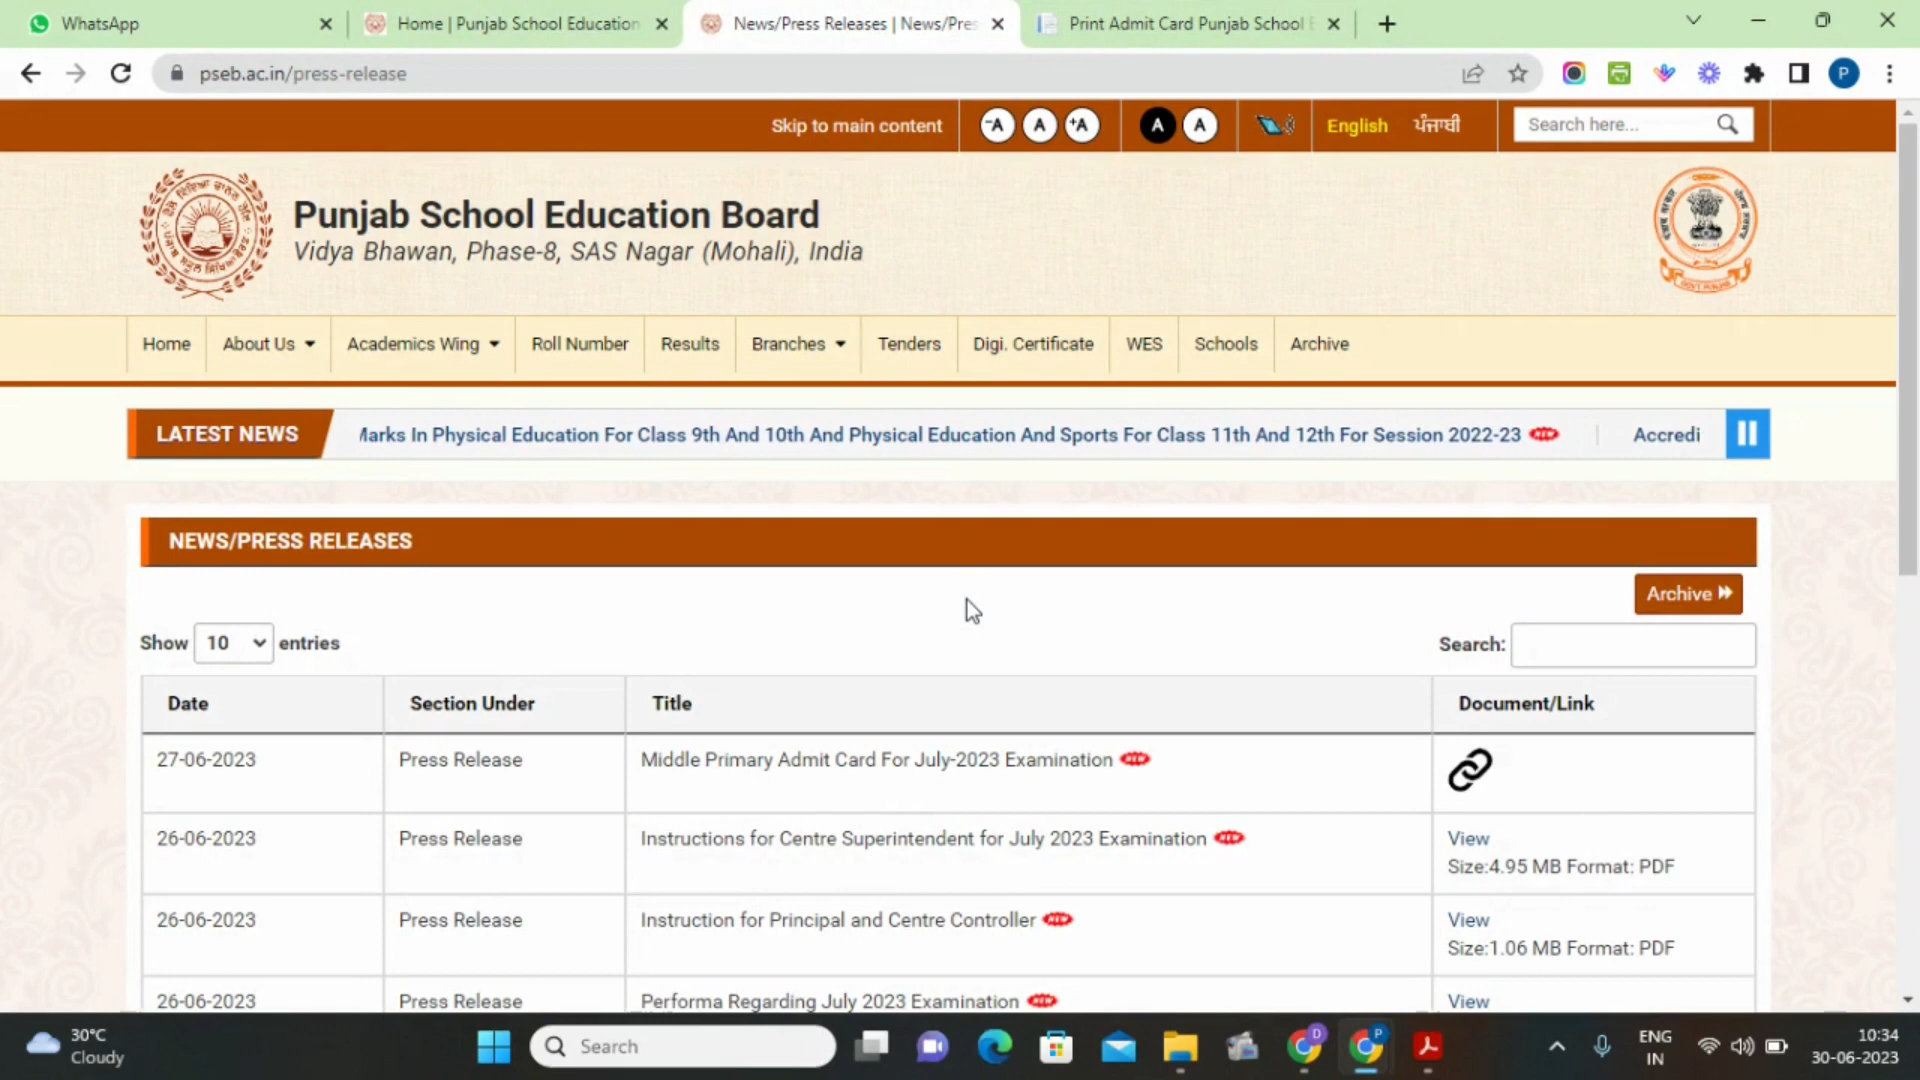 WhatsApp
Home | Punjab School Education
News/Press Releases | News/Pres
Print Admit Card Punjab School E
pseb.ac.in/press-release
P
Skip to main content
-A A +A
A A
English ਪੰਜਾਬੀ
Search here...
Punjab School Education Board
Vidya Bhawan, Phase-8, SAS Nagar (Mohali), India
Home About Us Academics Wing Roll Number Results Branches Tenders Digi. Certificate WES Schools Archive
LATEST NEWS
Marks In Physical Education For Class 9th And 10th And Physical Education And Sports For Class 11th And 12th For Session 2022-23
Accredi
NEWS/PRESS RELEASES
Archive
Show 10 entries
Search:
Date Section Under Title Document/Link
27-06-2023 Press Release Middle Primary Admit Card For July-2023 Examination
26-06-2023 Press Release Instructions for Centre Superintendent for July 2023 Examination View
Size:4.95 MB Format: PDF
26-06-2023 Press Release Instruction for Principal and Centre Controller View
Size:1.06 MB Format: PDF
26-06-2023 Press Release Performa Regarding July 2023 Examination View
30°C
Cloudy
Search
D
P
ENG
IN
10:34
30-06-2023